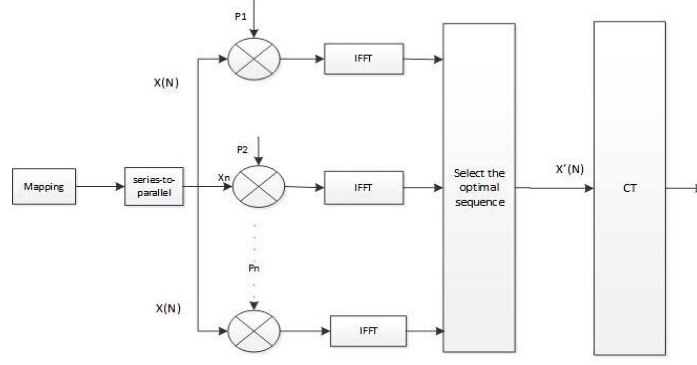 P1
IFFT
X(N)
P2
Mapping
series-to-
parallel
Xn
IFFT
Select the
optimal
sequence
X'(N)
CT
Pn
X(N)
IFFT